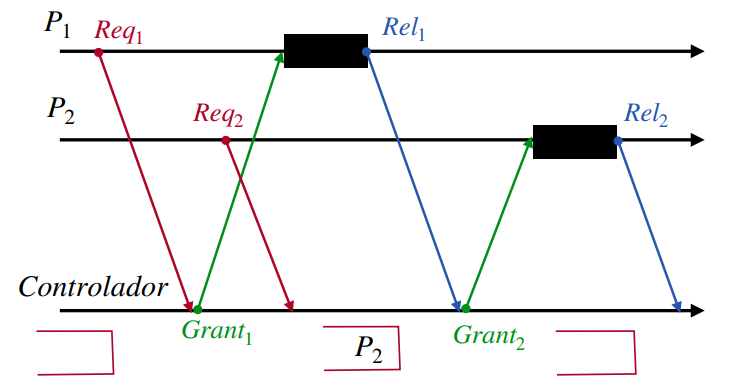 P₁ Req₁ Rel₁
P₂ Req₂ Rel₂
Controlador
Grant₁ P₂ Grant₂